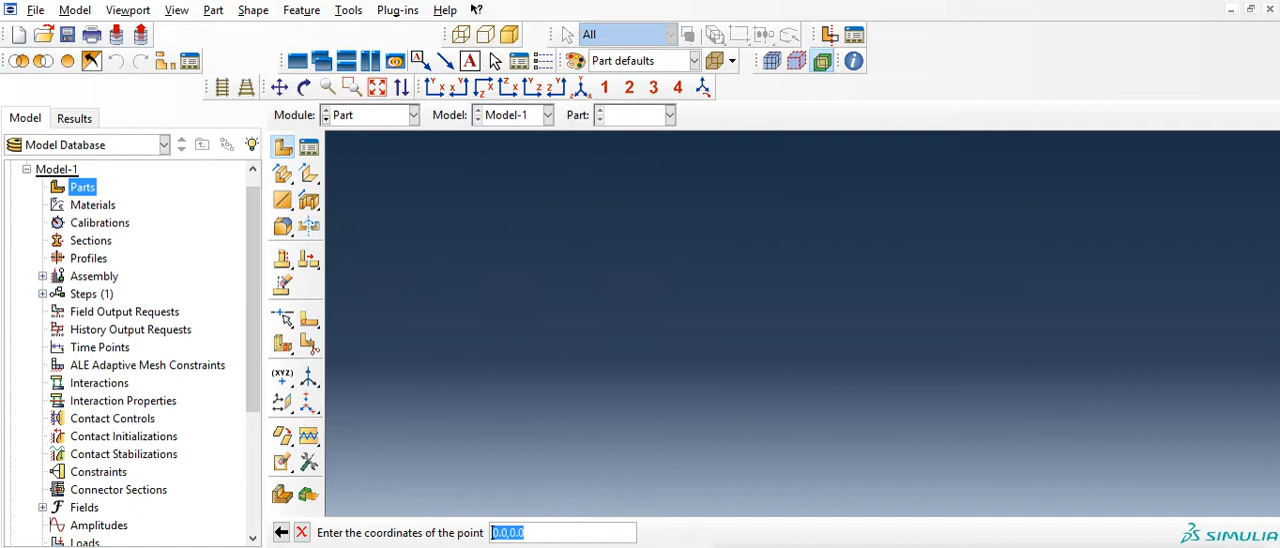 File Model Viewport View Part Shape Feature Tools Plug-ins Help
All
A Part defaults
1 2 3 4
Model Results Module: Part Model: Model-1 Part:
Model Database
Model-1
Parts
Materials
Calibrations
Sections
Profiles
Assembly
Steps (1)
Field Output Requests
History Output Requests
Time Points
ALE Adaptive Mesh Constraints
Interactions
Interaction Properties
Contact Controls
Contact Initializations
Contact Stabilizations
Constraints
Connector Sections
Fields
Amplitudes
Loads
(XYZ)
Enter the coordinates of the point 0.0,0.0
SIMULIA